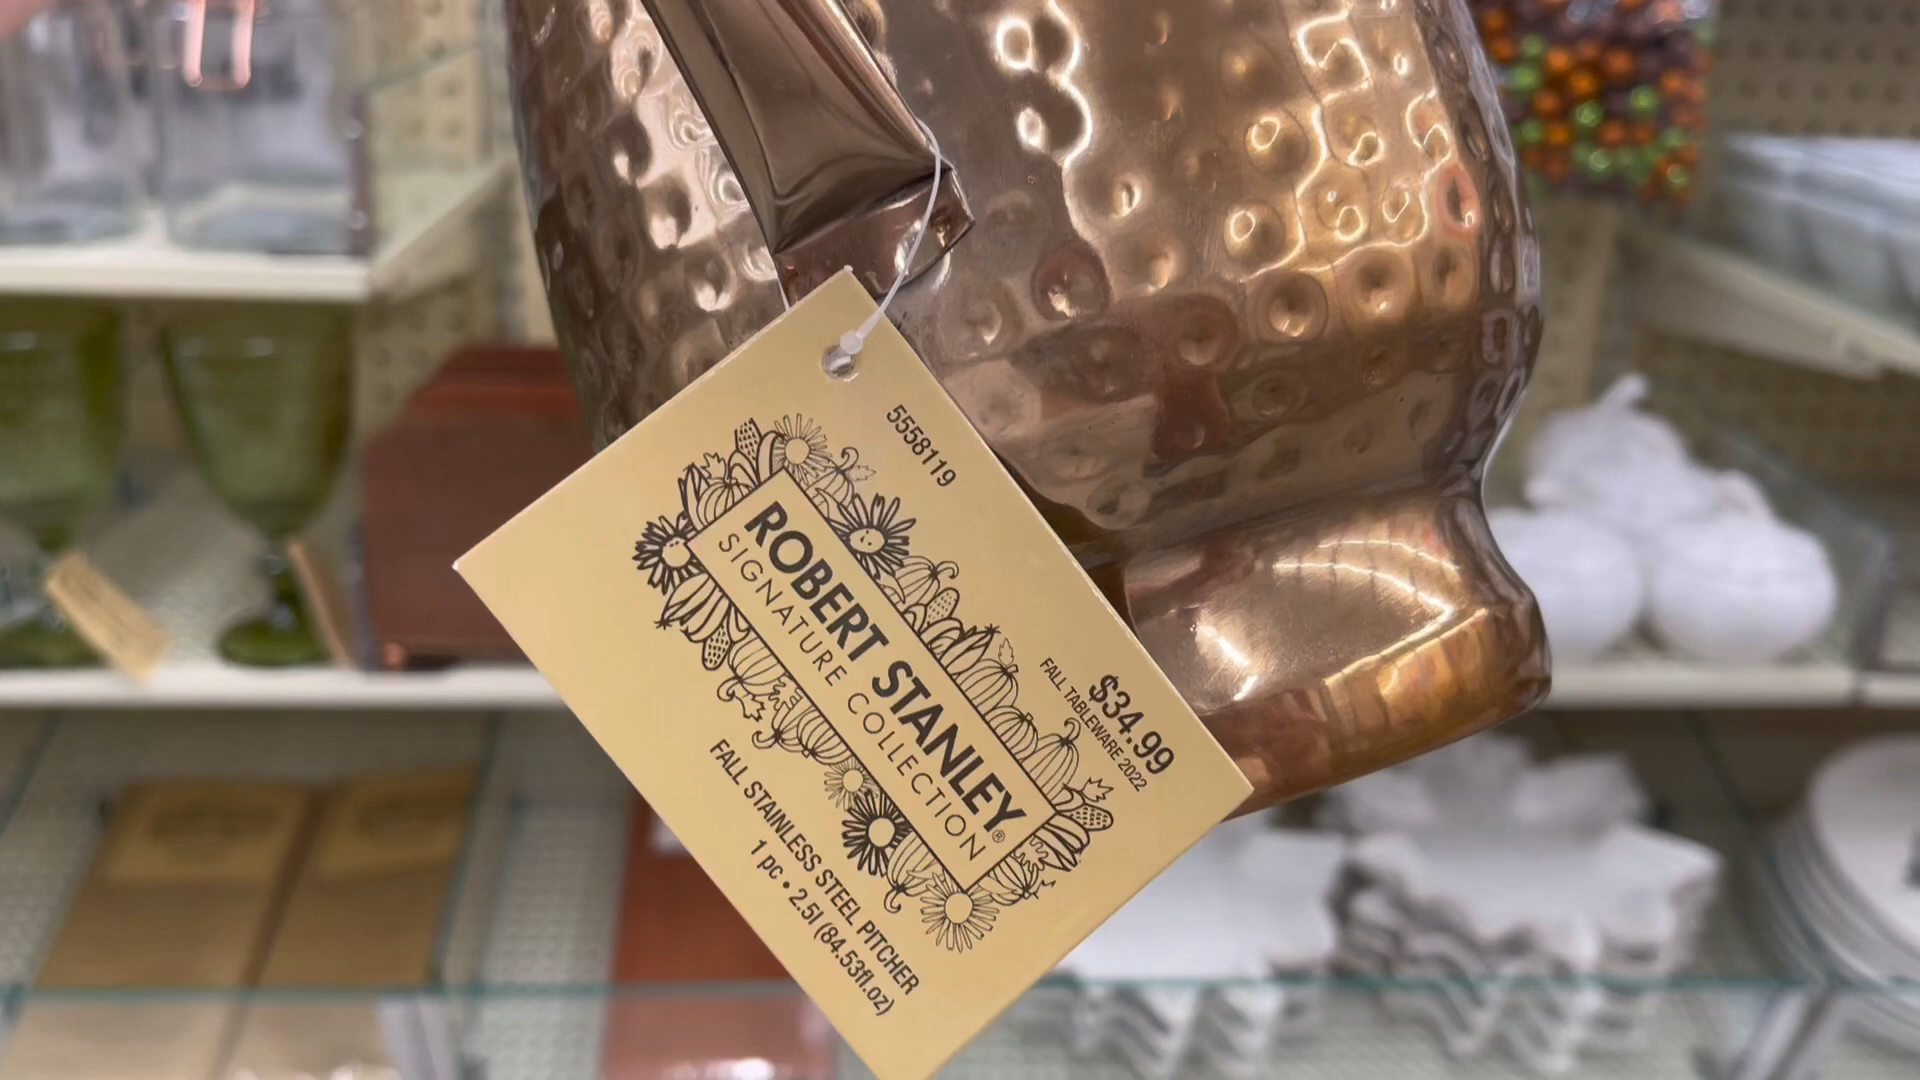 5558119
ROBERT STANLEY®
SIGNATURE COLLECTION
$34.99
FALL TABLEWARE 2022
FALL STAINLESS STEEL PITCHER
1 pc • 2.5l (84.53fl.oz)